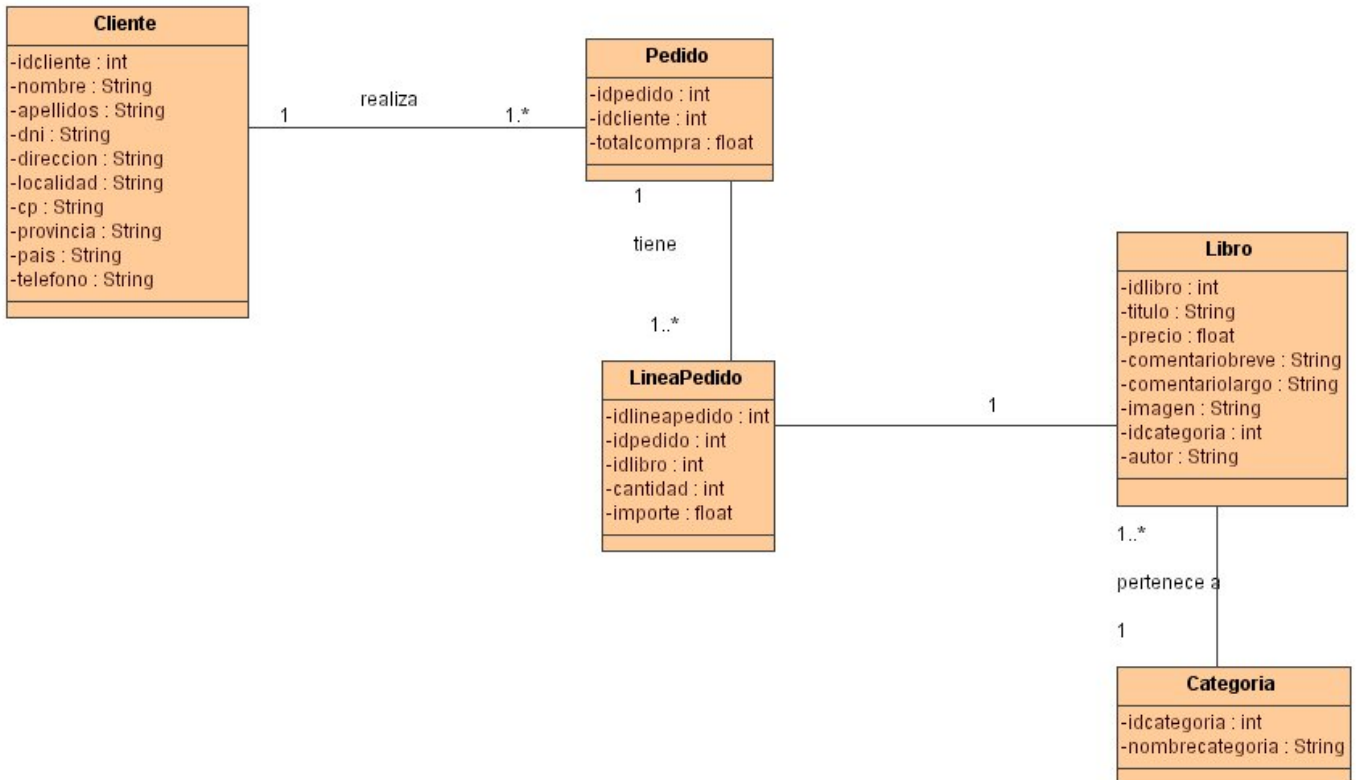 Cliente
-idcliente : int
-nombre : String
-apellidos : String
-dni : String
-direccion : String
-localidad : String
-cp : String
-provincia : String
-pais : String
-telefono : String
1
realiza
1.*
Pedido
-idpedido : int
-idcliente : int
-totalcompra : float
1
tiene
1..*
LineaPedido
-idlineapedido : int
-idpedido : int
-idlibro : int
-cantidad : int
-importe : float
1
Libro
-idlibro : int
-titulo : String
-precio : float
-comentariobreve : String
-comentariolargo : String
-imagen : String
-idcategoria : int
-autor : String
1..*
pertenece a
1
Categoria
-idcategoria : int
-nombrecategoria : String